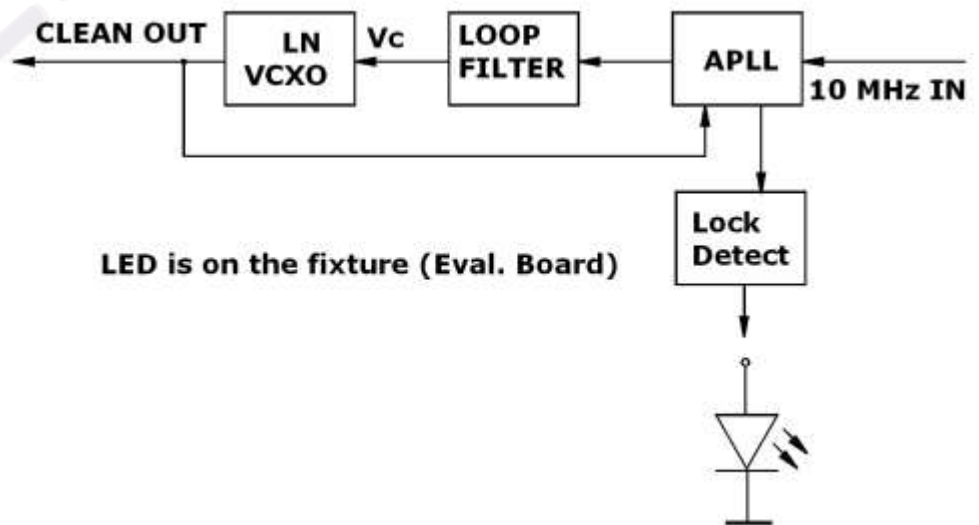 CLEAN OUT
LN
VCXO
Vc
LOOP
FILTER
APLL
10 MHz IN
Lock
Detect
LED is on the fixture (Eval. Board)